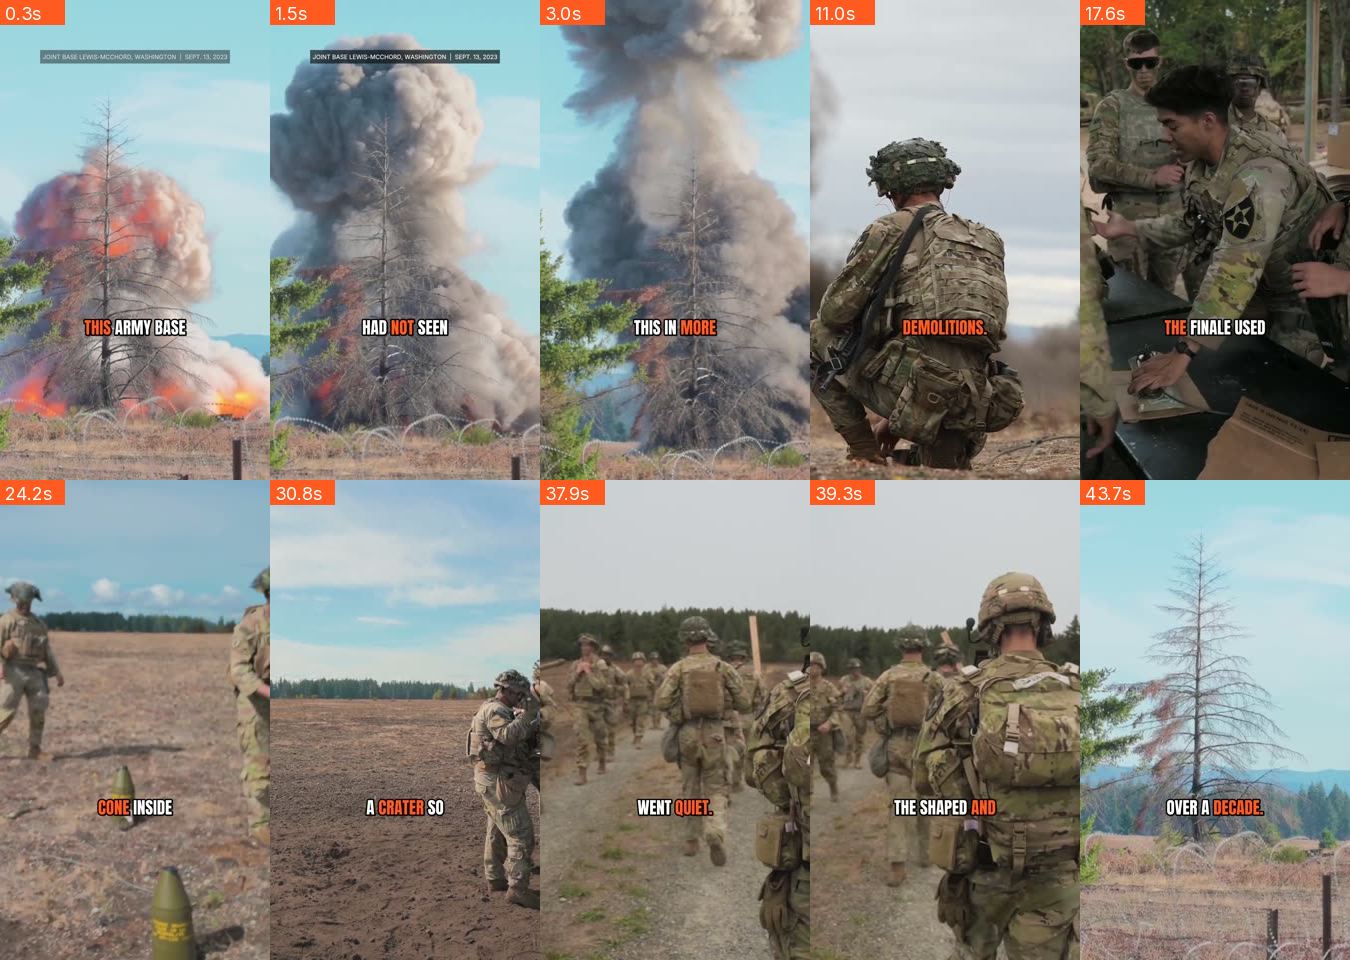 0.3s
JOINT BASE LEWIS-MCCHORD, WASHINGTON | SEPT. 13, 2023
THIS ARMY BASE
1.5s
JOINT BASE LEWIS-MCCHORD, WASHINGTON | SEPT. 13, 2023
HAD NOT SEEN
3.0s
THIS IN MORE
11.0s
DEMOLITIONS.
17.6s
THE FINALE USED
24.2s
CONE INSIDE
30.8s
A CRATER SO
37.9s
WENT QUIET.
39.3s
THE SHAPED AND
43.7s
OVER A DECADE.